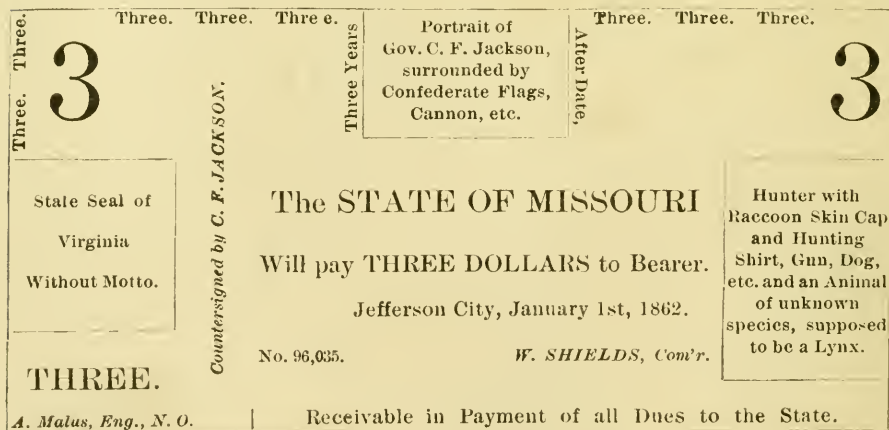 Three. Three. Three.
Three. Three. Three.
Three. Three.
3
3
Three Years
Portrait of
Gov. C. F. Jackson,
surrounded by
Confederate Flags,
Cannon, etc.
After Date,
State Seal of
Virginia
Without Motto.
Countersigned by C. F. JACKSON.
The STATE OF MISSOURI
Will pay THREE DOLLARS to Bearer.
Jefferson City, January 1st, 1862.
No. 96,035. W. SHIELDS, Com'r.
Hunter with
Raccoon Skin Cap
and Hunting
Shirt, Gun, Dog,
etc. and an Animal
of unknown
species, supposed
to be a Lynx.
THREE.
A. Malus, Eng., N. O.
Receivable in Payment of all Dues to the State.